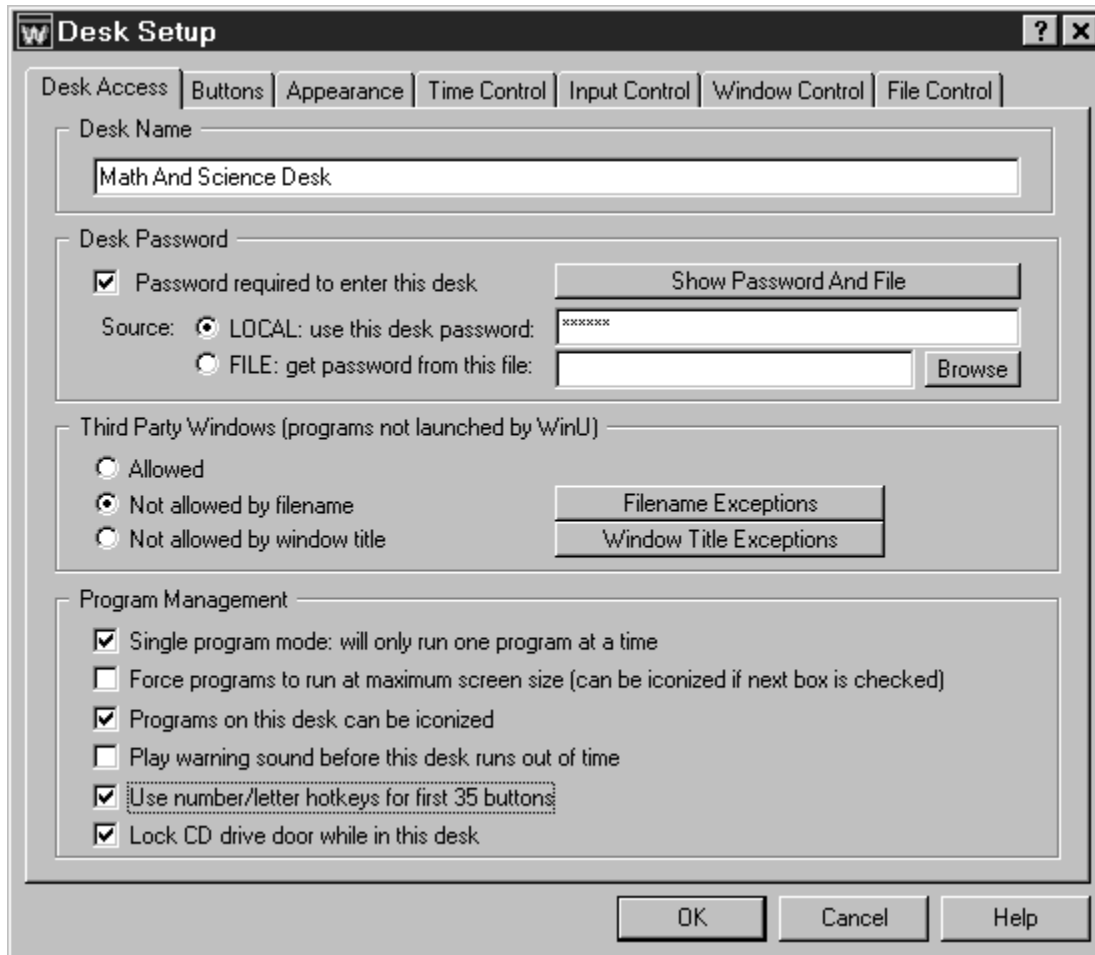 W Desk Setup ? X
Desk Access Buttons Appearance Time Control Input Control Window Control File Control
Desk Name
Math And Science Desk
Desk Password
Password required to enter this desk Show Password And File
Source: LOCAL: use this desk password: ******
FILE: get password from this file: Browse
Third Party Windows (programs not launched by WinU)
Allowed
Not allowed by filename Filename Exceptions
Not allowed by window title Window Title Exceptions
Program Management
Single program mode: will only run one program at a time
Force programs to run at maximum screen size (can be iconized if next box is checked)
Programs on this desk can be iconized
Play warning sound before this desk runs out of time
Use number/letter hotkeys for first 35 buttons
Lock CD drive door while in this desk
OK Cancel Help